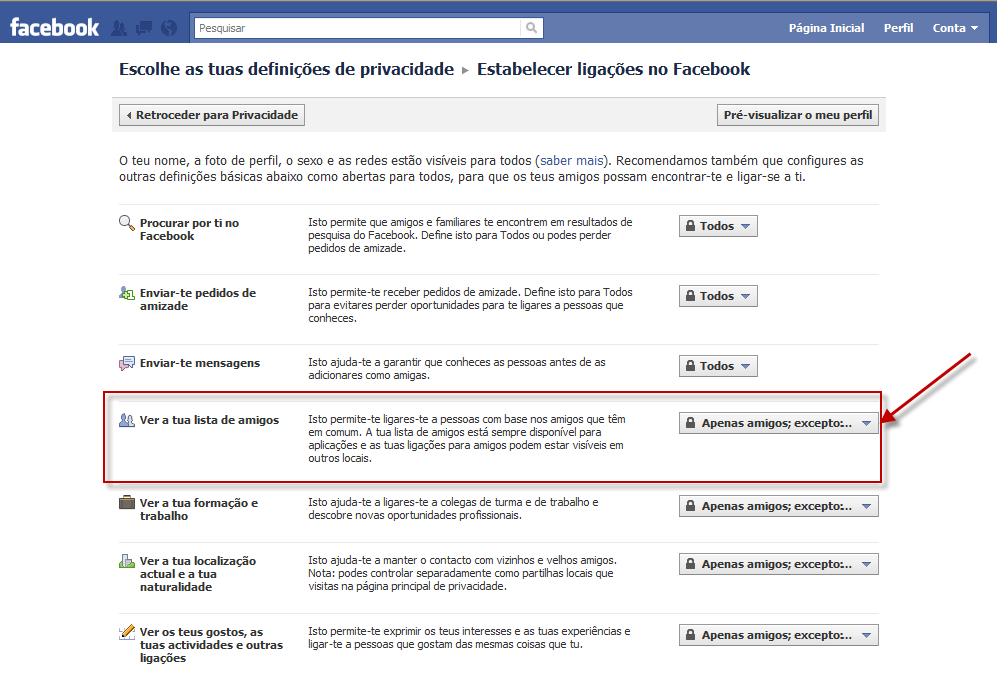 facebook
Pesquisar
Página Inicial Perfil Conta
Escolhe as tuas definições de privacidade ▸ Estabelecer ligações no Facebook
Retroceder para Privacidade
Pré-visualizar o meu perfil
O teu nome, a foto de perfil, o sexo e as redes estão visíveis para todos (saber mais). Recomendamos também que configures as
outras definições básicas abaixo como abertas para todos, para que os teus amigos possam encontrar-te e ligar-se a ti.
Procurar por ti no
Facebook
Isto permite que amigos e familiares te encontrem em resultados de
pesquisa do Facebook. Define isto para Todos ou podes perder
pedidos de amizade.
Todos
Enviar-te pedidos de
amizade
Isto permite-te receber pedidos de amizade. Define isto para Todos
para evitares perder oportunidades para te ligares a pessoas que
conheces.
Todos
Enviar-te mensagens
Isto ajuda-te a garantir que conheces as pessoas antes de as
adicionares como amigas.
Todos
Ver a tua lista de amigos
Isto permite-te ligares-te a pessoas com base nos amigos que têm
em comum. A tua lista de amigos está sempre disponível para
aplicações e as tuas ligações para amigos podem estar visíveis em
outros locais.
Apenas amigos; excepto:...
Ver a tua formação e
trabalho
Isto ajuda-te a ligares-te a colegas de turma e de trabalho e
descobre novas oportunidades profissionais.
Apenas amigos; excepto:...
Ver a tua localização
actual e a tua
naturalidade
Isto ajuda-te a manter o contacto com vizinhos e velhos amigos.
Nota: podes controlar separadamente como partilhas locais que
visitas na página principal de privacidade.
Apenas amigos; excepto:...
Ver os teus gostos, as
tuas actividades e outras
ligações
Isto permite-te exprimir os teus interesses e as tuas experiências e
ligar-te a pessoas que gostam das mesmas coisas que tu.
Apenas amigos; excepto:...